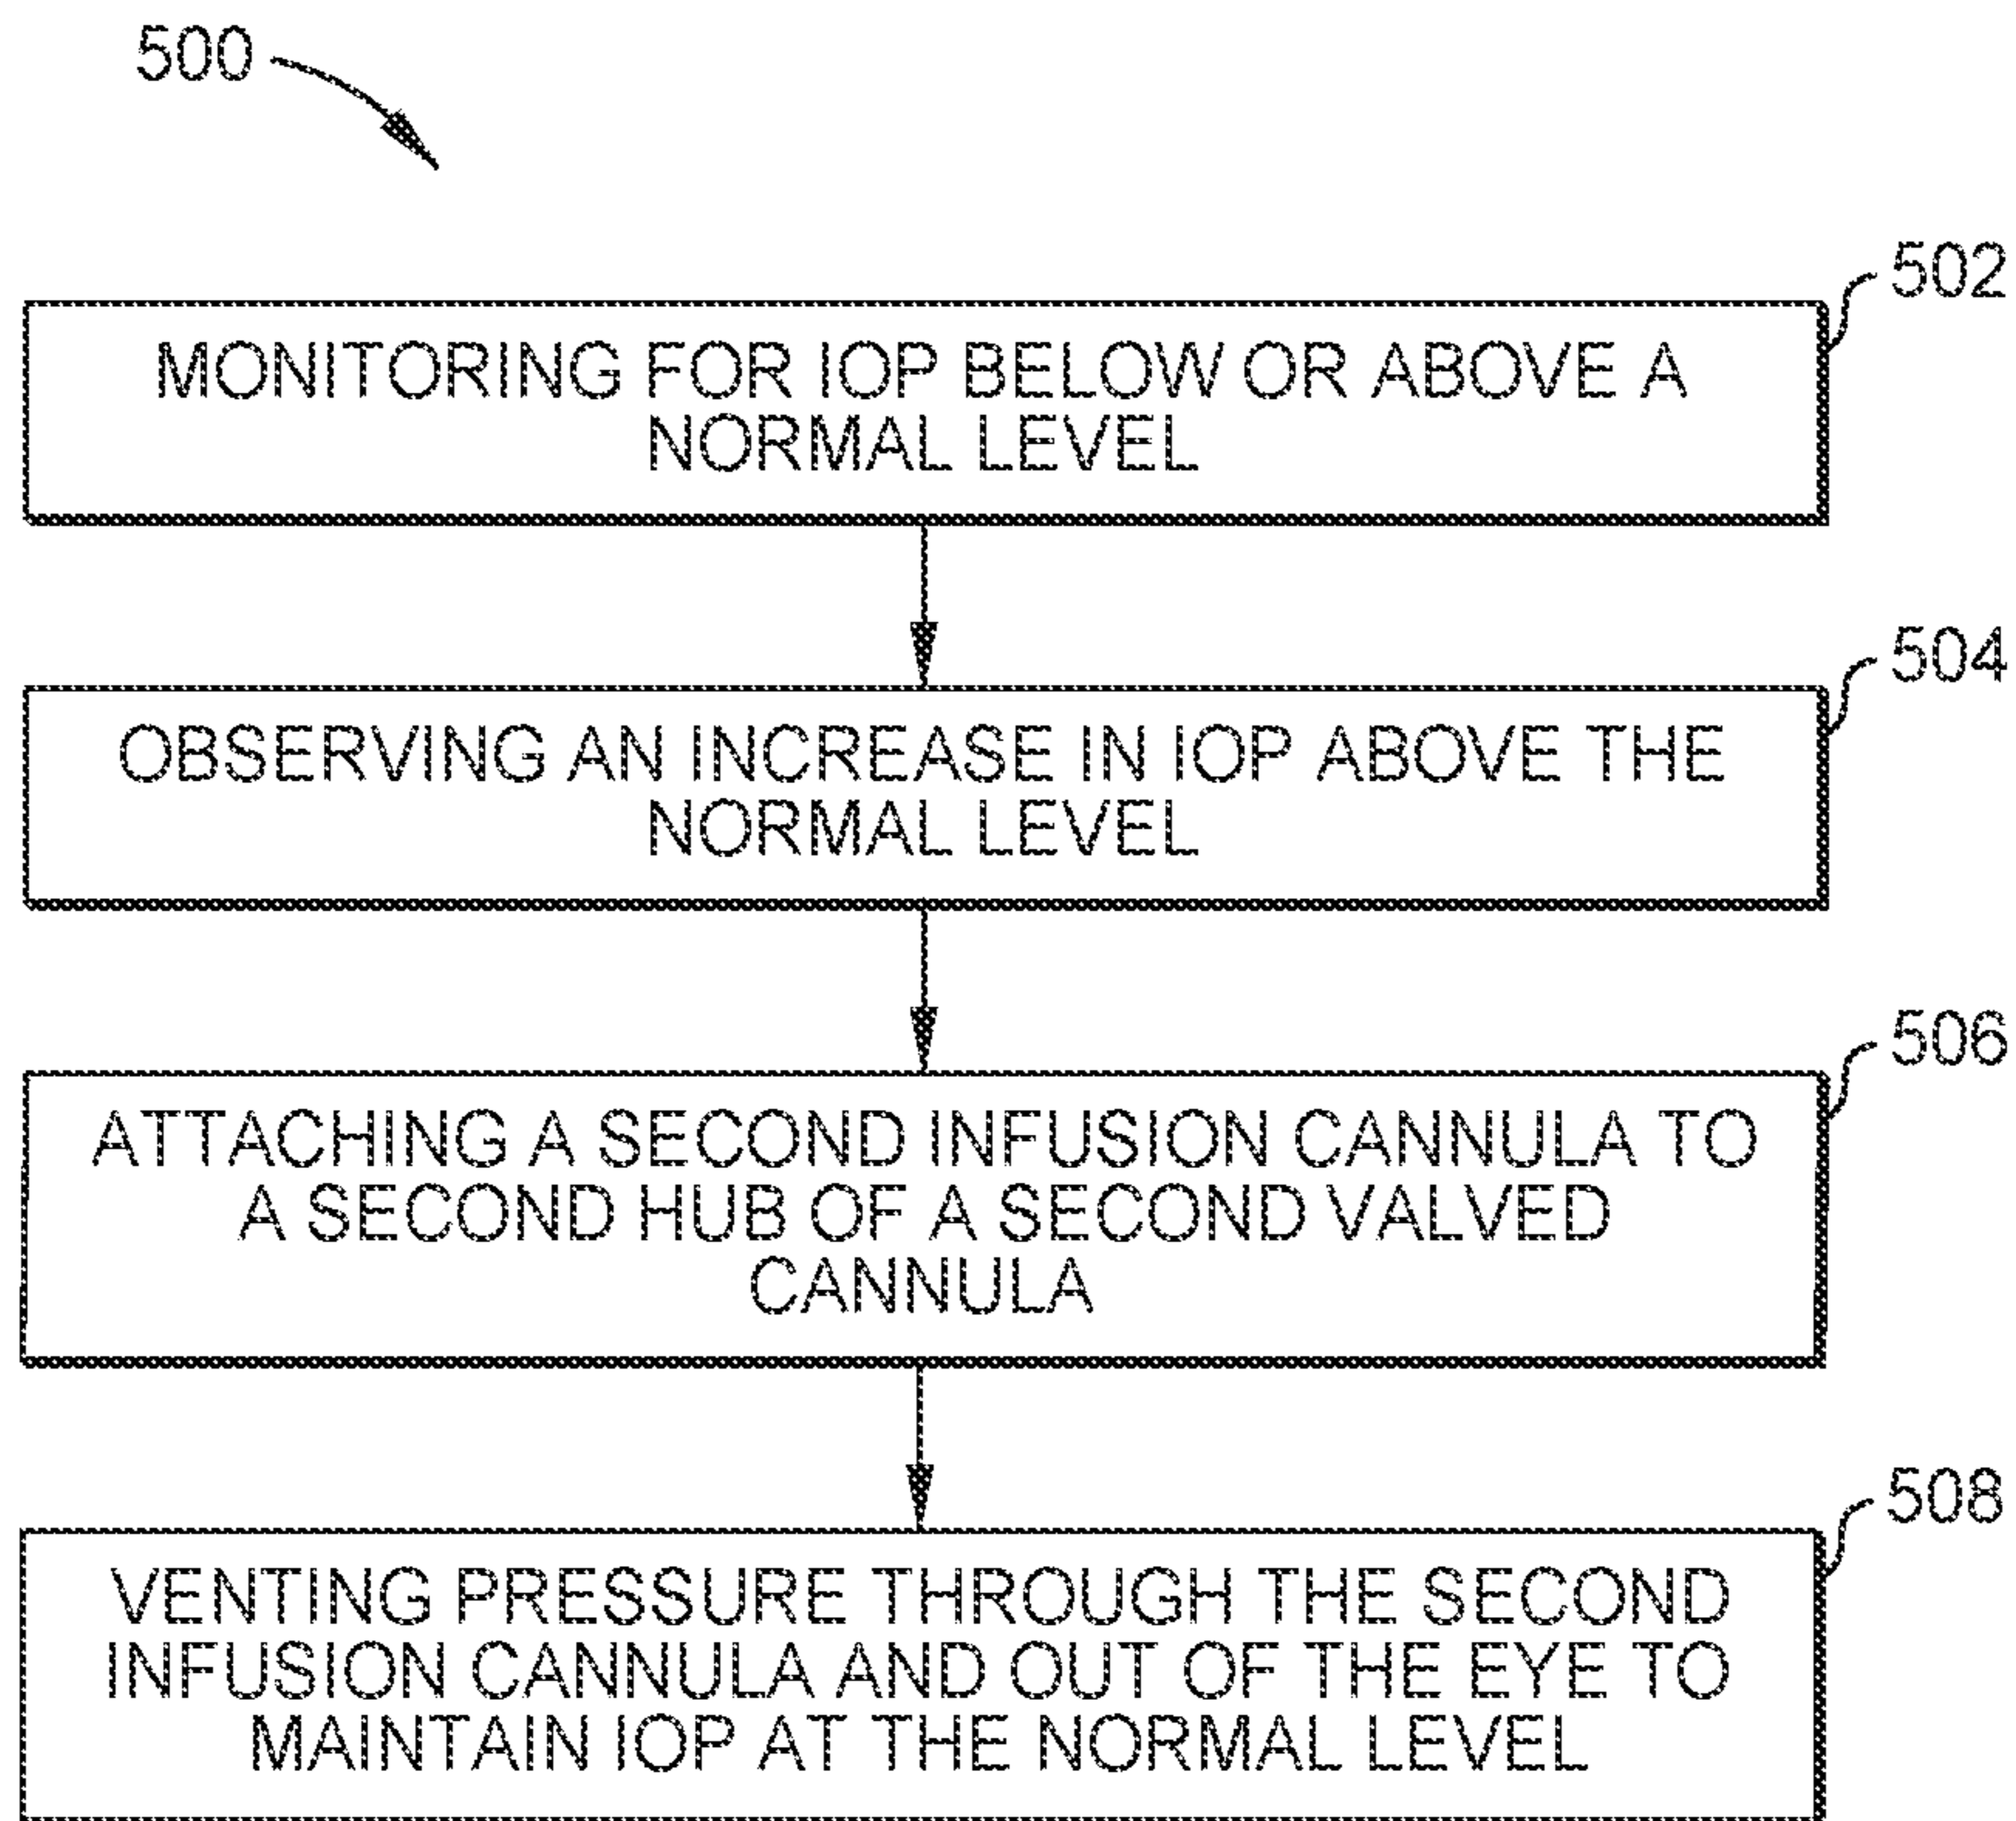 500
502
MONITORING FOR IOP BELOW OR ABOVE A
NORMAL LEVEL
504
OBSERVING AN INCREASE IN IOP ABOVE THE
NORMAL LEVEL
506
ATTACHING A SECOND INFUSION CANNULA TO
A SECOND HUB OF A SECOND VALVED
CANNULA
508
VENTING PRESSURE THROUGH THE SECOND
INFUSION CANNULA AND OUT OF THE EYE TO
MAINTAIN IOP AT THE NORMAL LEVEL